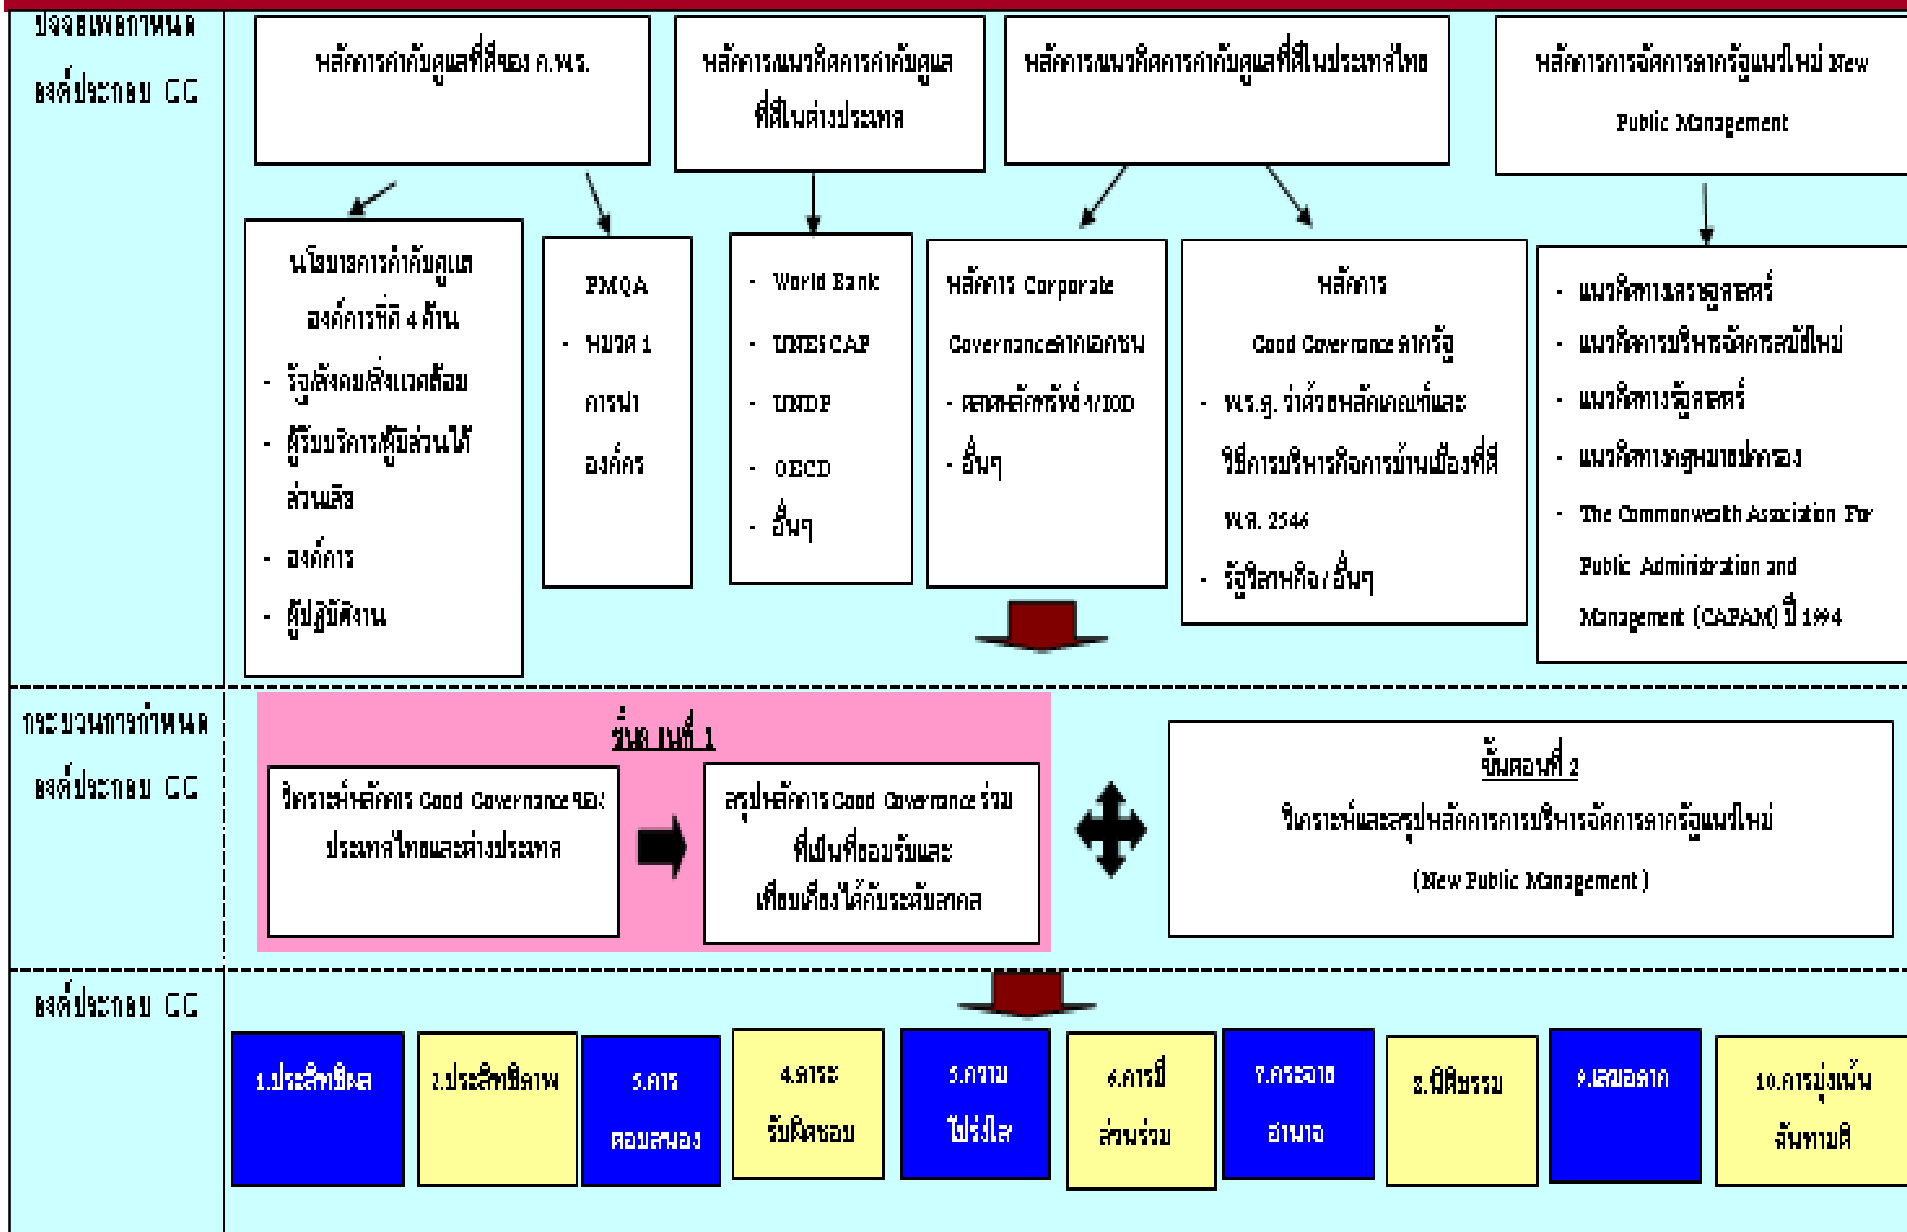 ปัจจัยเพื่อกำหนด
องค์ประกอบ GG
หลักการกำกับดูแลที่ดีของ ก.พ.ร.
หลักการ/แนวคิดการกำกับดูแล
ที่ดีในต่างประเทศ
หลักการ/แนวคิดการกำกับดูแลที่ดีในประเทศไทย
หลักการการจัดการภาครัฐแนวใหม่ New
Public Management
นโยบายการกำกับดูแล
องค์การที่ดี 4 ด้าน
- รัฐ/สังคม/สิ่งแวดล้อม
- ผู้รับบริการ/ผู้มีส่วนได้
ส่วนเสีย
- องค์การ
- ผู้ปฏิบัติงาน
PMQA
- หมวด 1
การนำ
องค์กร
- World Bank
- UNESCAP
- UNDP
- OECD
- อื่นๆ
หลักการ Corporate
Governanceภาคเอกชน
- ตลาดหลักทรัพย์ฯ/IOD
- อื่นๆ
หลักการ
Good Governance ภาครัฐ
- พ.ร.ฎ. ว่าด้วยหลักเกณฑ์และ
วิธีการบริหารกิจการบ้านเมืองที่ดี
พ.ศ. 2546
- รัฐวิสาหกิจ / อื่นๆ
- แนวคิดทางเศรษฐศาสตร์
- แนวคิดการบริหารจัดการสมัยใหม่
- แนวคิดทางรัฐศาสตร์
- แนวคิดทางกฎหมายปกครอง
- The Commonwealth Association For
Public Administration and
Management (CAPAM) ปี 1994
กระบวนการกำหนด
องค์ประกอบ GG
ขั้นตอนที่ 1
วิเคราะห์หลักการ Good Governance ของ
ประเทศไทยและต่างประเทศ
สรุปหลักการ Good Governance ร่วม
ที่เป็นที่ยอมรับและ
เทียบเคียงได้กับระดับสากล
ขั้นตอนที่ 2
วิเคราะห์และสรุปหลักการการบริหารจัดการภาครัฐแนวใหม่
(New Public Management )
องค์ประกอบ GG
1.ประสิทธิผล
2.ประสิทธิภาพ
3.การ
ตอบสนอง
4.ภาระ
รับผิดชอบ
5.ความ
โปร่งใส
6.การมี
ส่วนร่วม
7.กระจาย
อำนาจ
8.นิติธรรม
9.เสมอภาค
10.การมุ่งเน้น
ฉันทามติ